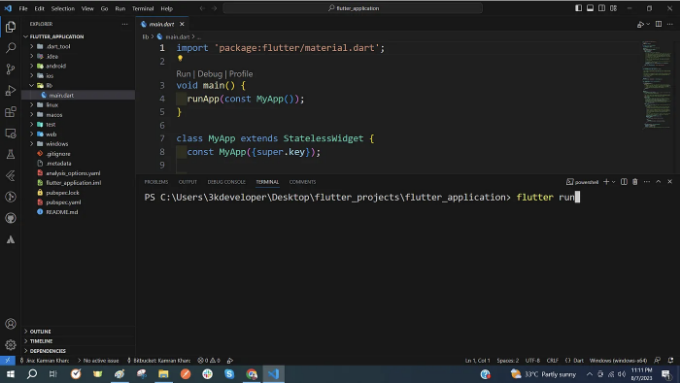 File Edit Selection View Go Run Terminal Help
flutter_application
EXPLORER
FLUTTER_APPLICATION
.dart_tool
.idea
android
ios
lib
main.dart
linux
macos
test
web
windows
.gitignore
.metadata
analysis_options.yaml
flutter_application.iml
pubspec.lock
pubspec.yaml
README.md
OUTLINE
TIMELINE
DEPENDENCIES
main.dart
lib > main.dart > ...
1 import 'package:flutter/material.dart';
2
Run | Debug | Profile
3 void main() {
4 runApp(const MyApp());
5 }
6
7 class MyApp extends StatelessWidget {
8 const MyApp({super.key});
9
PROBLEMS OUTPUT DEBUG CONSOLE TERMINAL COMMENTS
powershell
PS C:\Users\3kdeveloper\Desktop\flutter_projects\flutter_application> flutter run
Jira: Kamran Khan: No active issue Bitbucket: Kamran Khan: 0 0
Ln 1, Col 1 Spaces: 2 UTF-8 CRLF Dart Windows (windows-x64)
33°C Partly sunny
11:11 PM
8/7/2023